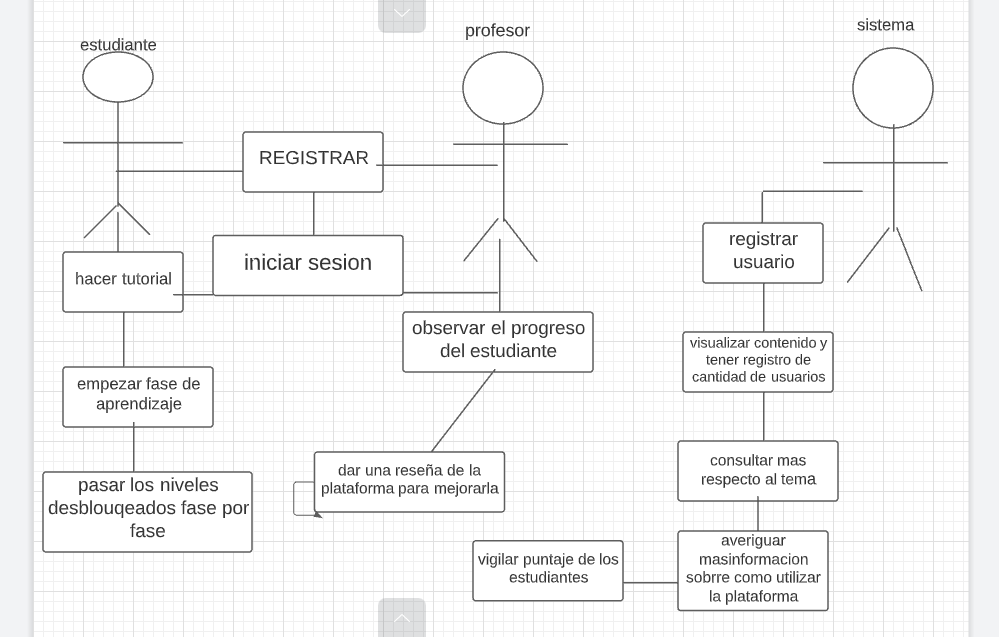 estudiante
profesor
sistema
REGISTRAR
iniciar sesion
hacer tutorial
empezar fase de
aprendizaje
pasar los niveles
desblouqeados fase por
fase
observar el progreso
del estudiante
dar una reseña de la
plataforma para mejorarla
registrar
usuario
visualizar contenido y
tener registro de
cantidad de usuarios
consultar mas
respecto al tema
averiguar
masinformacion
sobrre como utilizar
la plataforma
vigilar puntaje de los
estudiantes